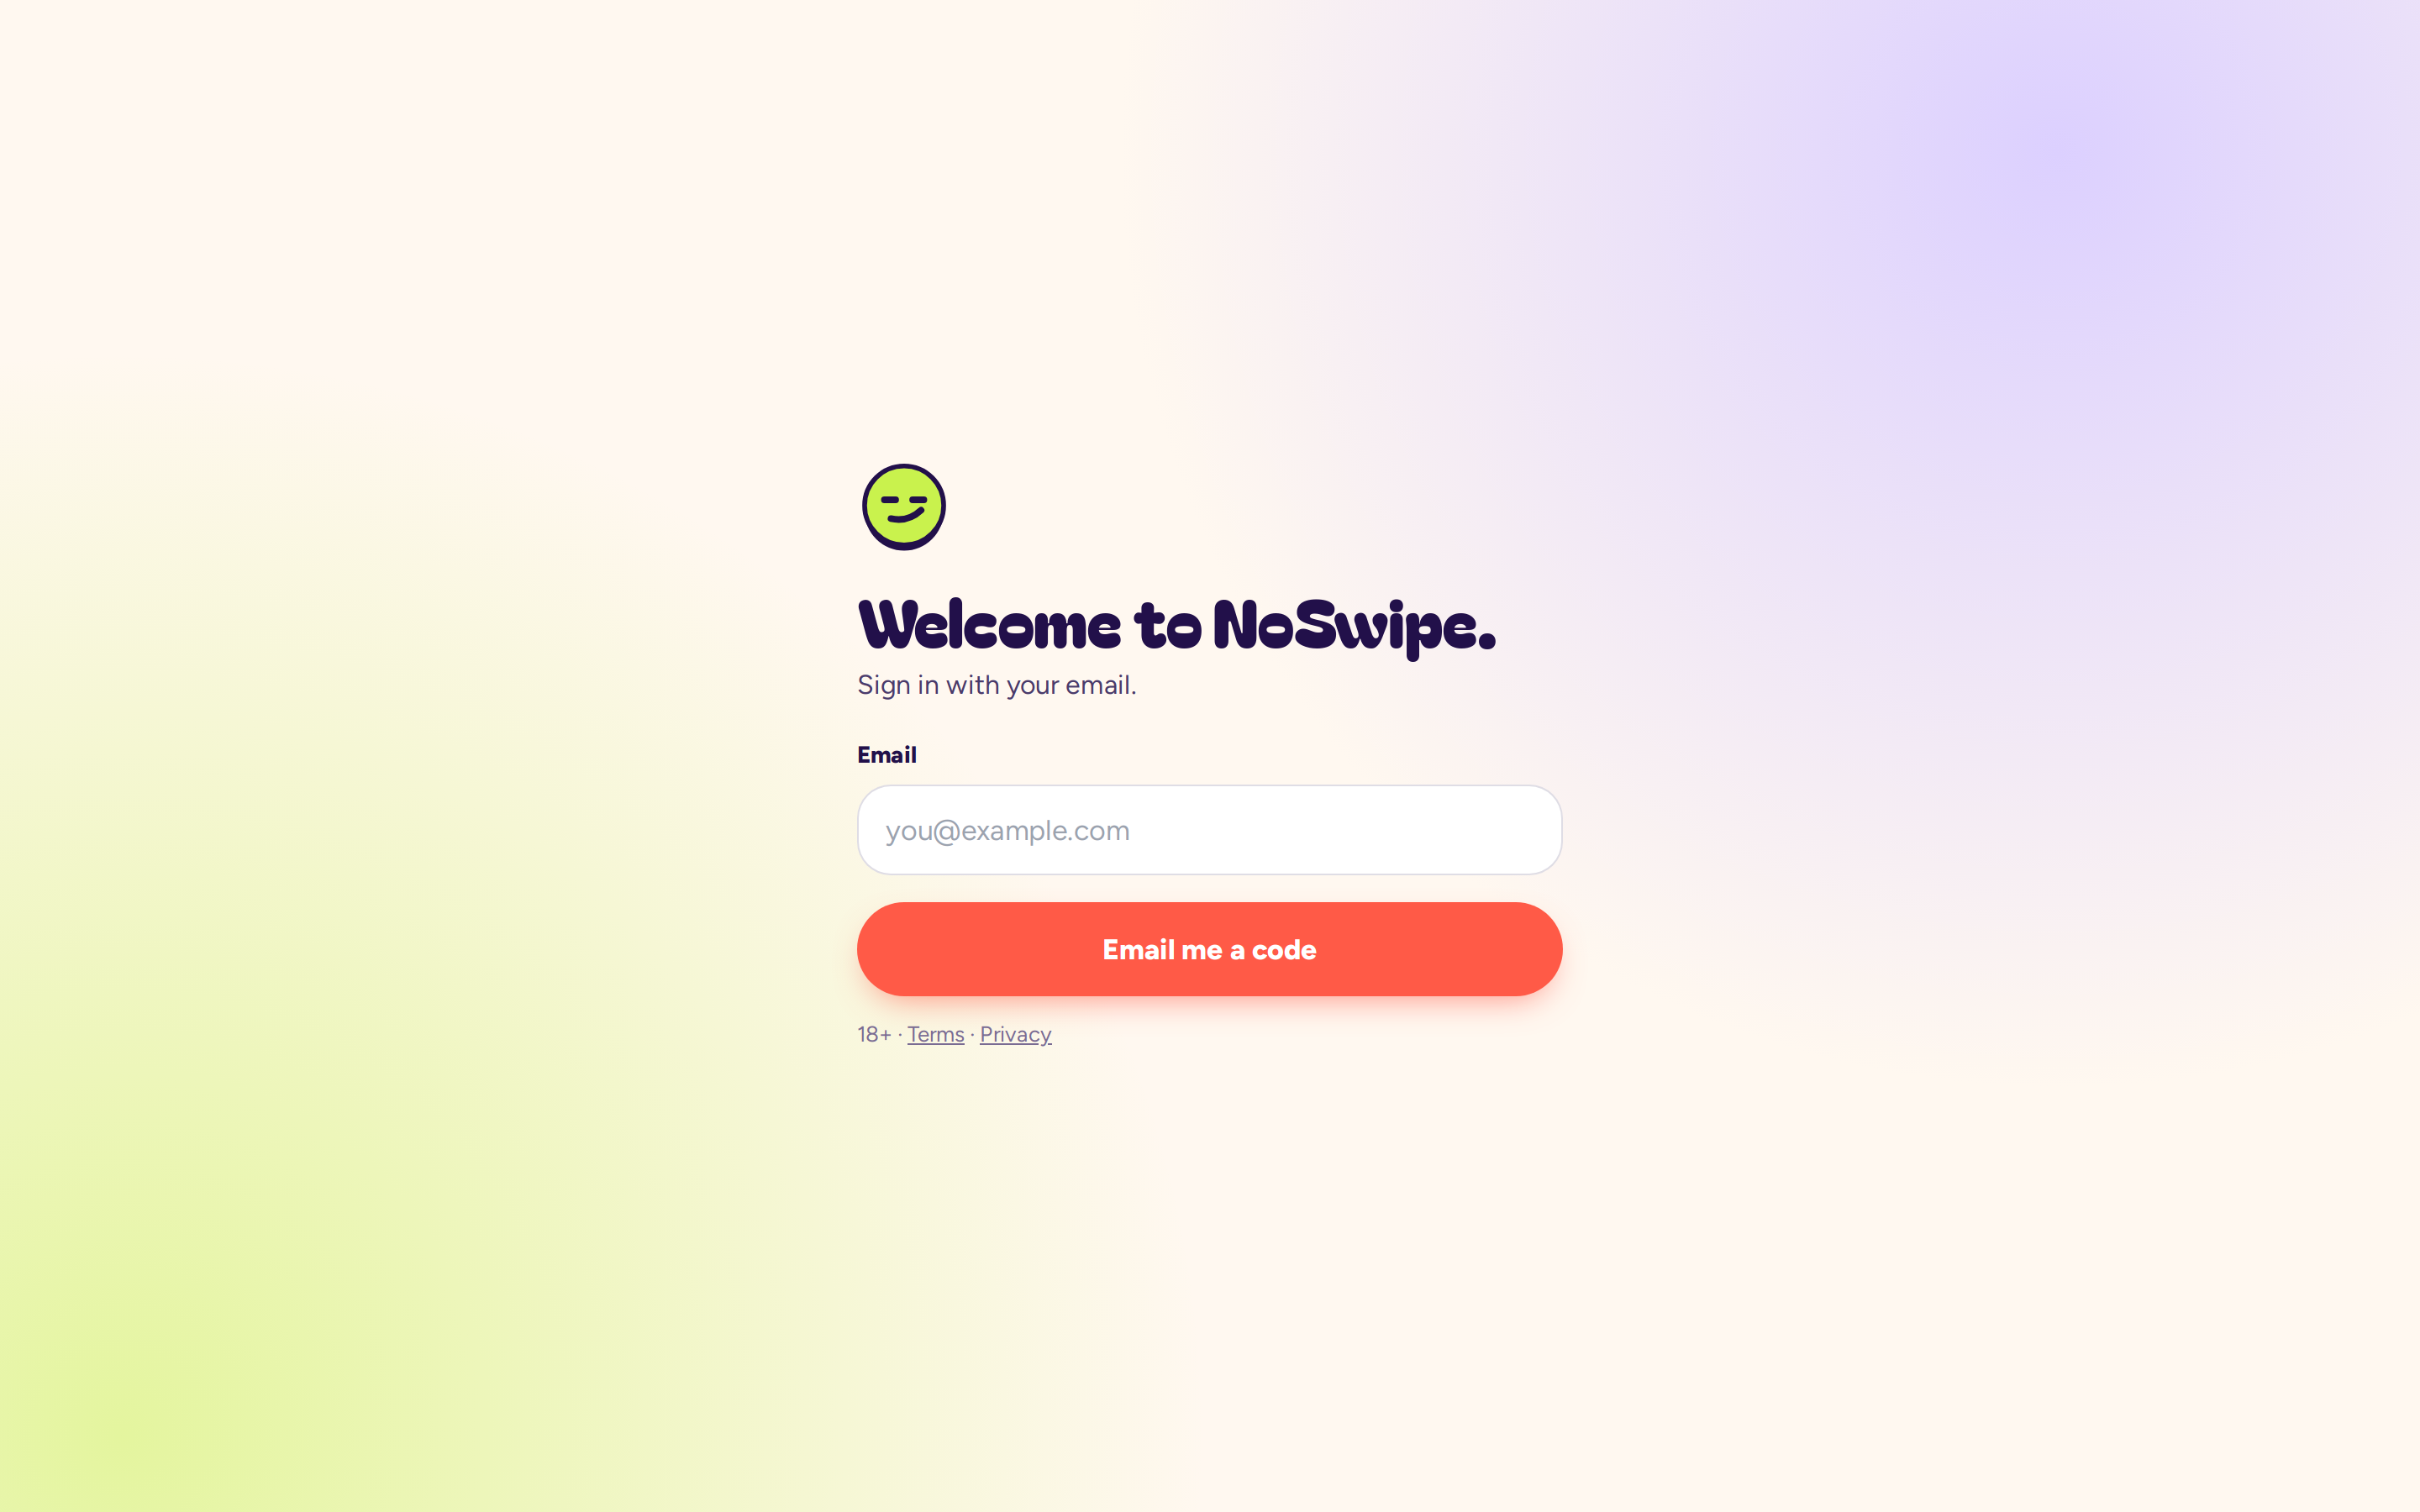 Welcome to NoSwipe.
Sign in with your email.
Email
you@example.com
Email me a code
18+ · Terms · Privacy